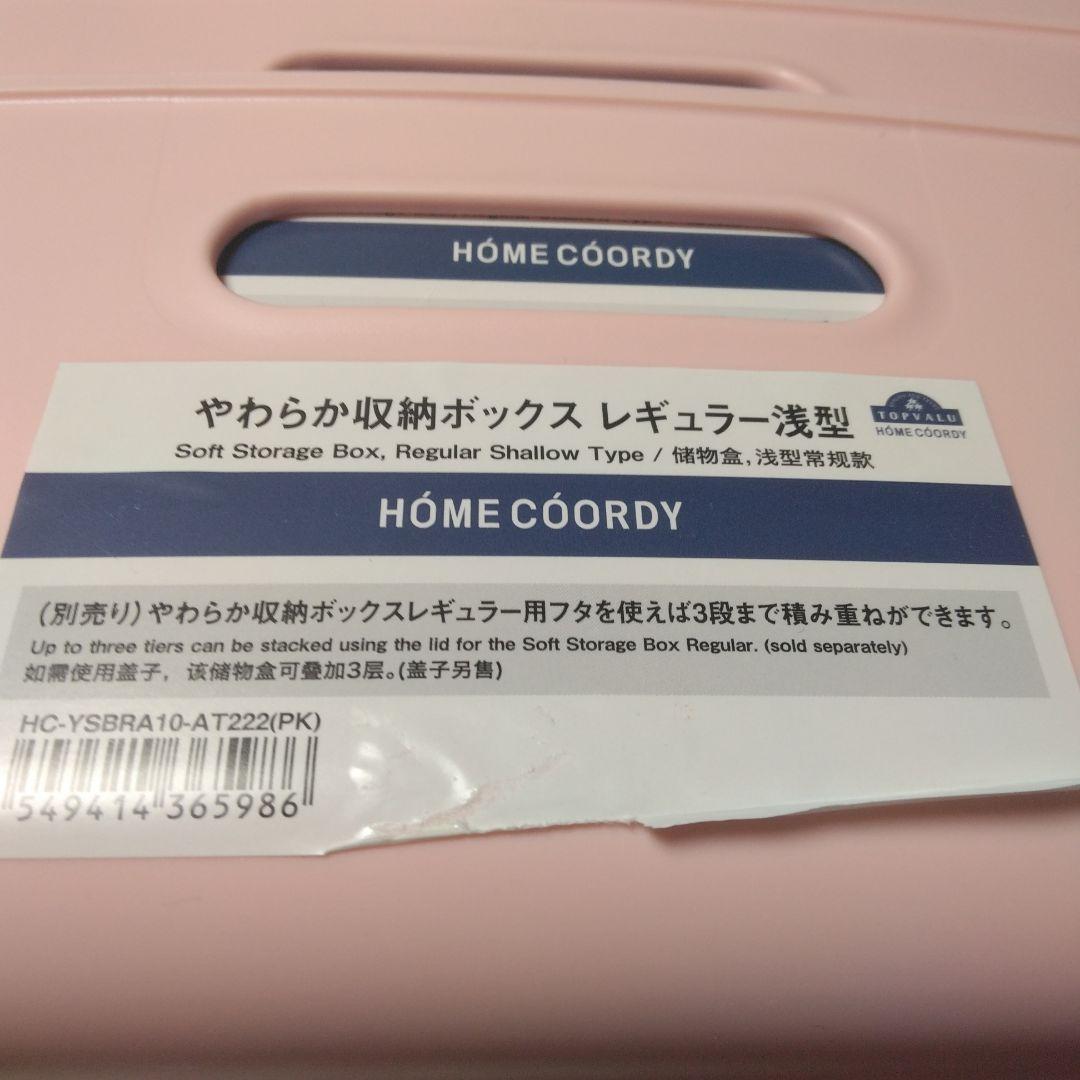 HÓME CÓORDY
やわらか収納ボックス レギュラー浅型
TOPVALU
HÓME CÓORDY
Soft Storage Box, Regular Shallow Type / 储物盒,浅型常规款
HÓME CÓORDY
(別売り)やわらか収納ボックスレギュラー用フタを使えば3段まで積み重ねができます。
Up to three tiers can be stacked using the lid for the Soft Storage Box Regular. (sold separately)
如需使用盖子，该储物盒可叠加3层。(盖子另售)
HC-YSBRA10-AT222(PK)
549414 365986